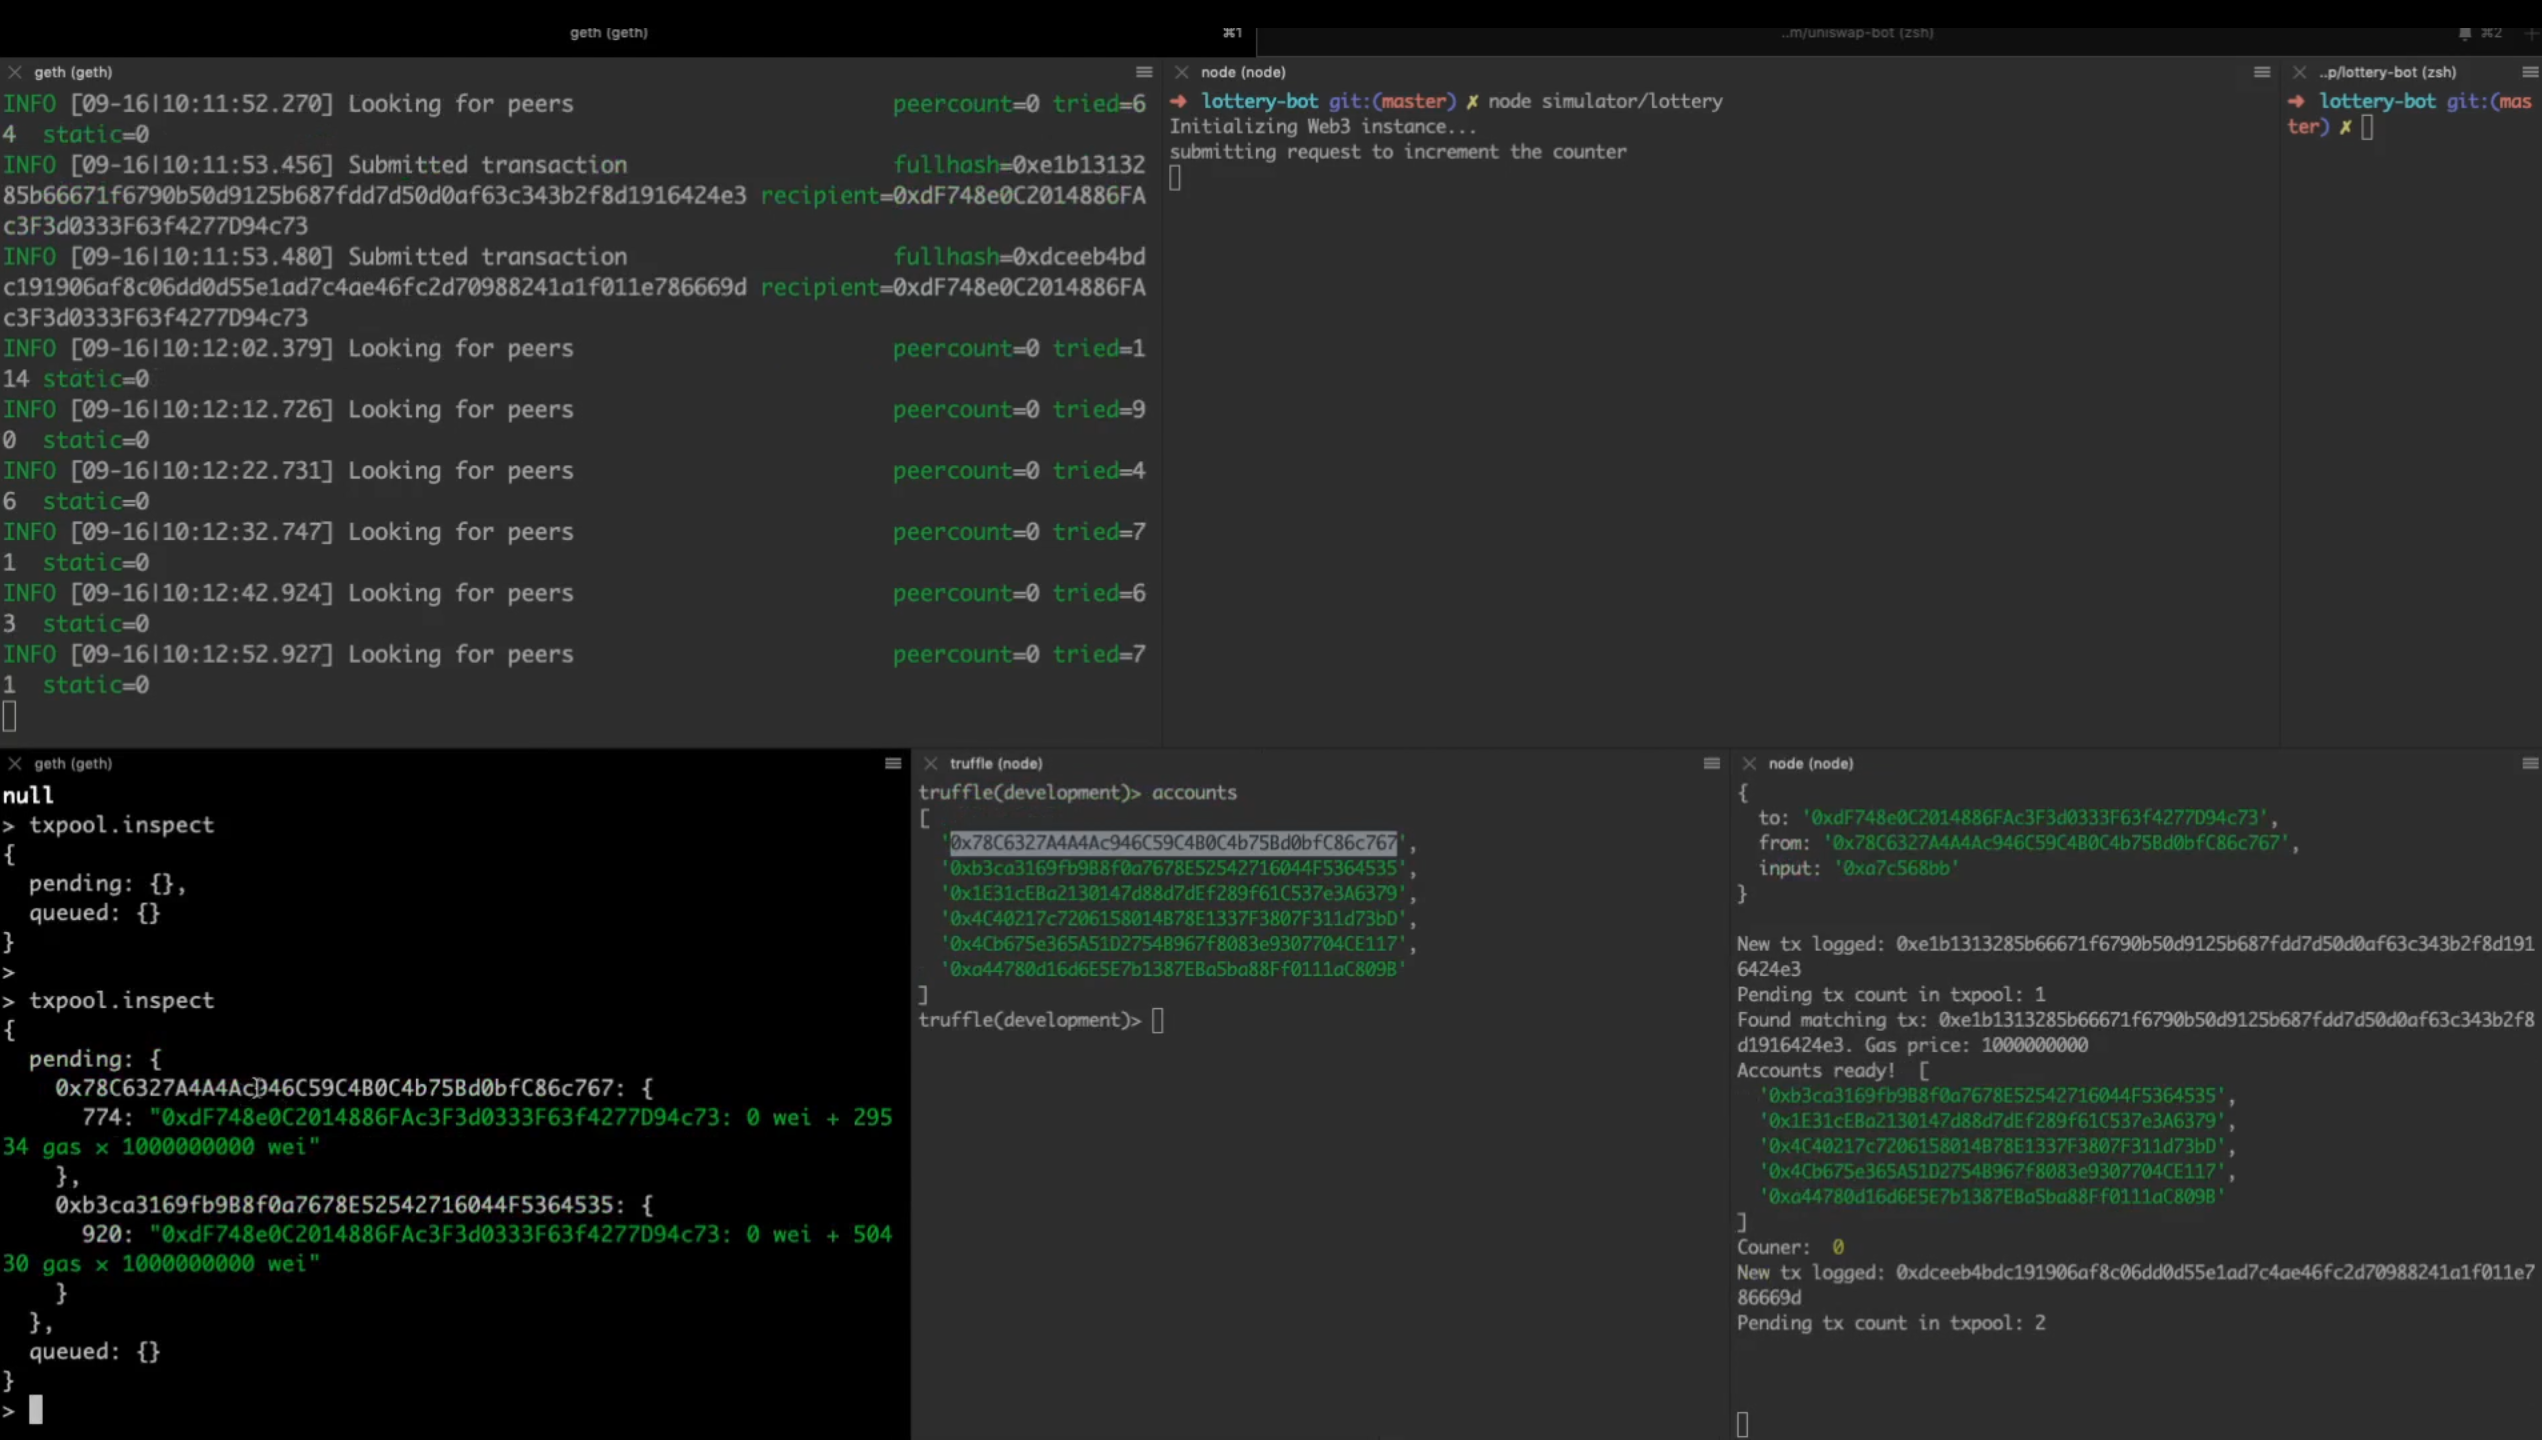 geth (geth)
⌘1
..m/uniswap-bot (zsh)
⌘2
geth (geth)
INFO [09-16|10:11:52.270] Looking for peers peercount=0 tried=6
4 static=0
INFO [09-16|10:11:53.456] Submitted transaction fullhash=0xe1b13132
85b66671f6790b50d9125b687fdd7d50d0af63c343b2f8d1916424e3 recipient=0xdF748e0C2014886FA
c3F3d0333F63f4277D94c73
INFO [09-16|10:11:53.480] Submitted transaction fullhash=0xdceeb4bd
c191906af8c06dd0d55e1ad7c4ae46fc2d70988241a1f011e786669d recipient=0xdF748e0C2014886FA
c3F3d0333F63f4277D94c73
INFO [09-16|10:12:02.379] Looking for peers peercount=0 tried=1
14 static=0
INFO [09-16|10:12:12.726] Looking for peers peercount=0 tried=9
0 static=0
INFO [09-16|10:12:22.731] Looking for peers peercount=0 tried=4
6 static=0
INFO [09-16|10:12:32.747] Looking for peers peercount=0 tried=7
1 static=0
INFO [09-16|10:12:42.924] Looking for peers peercount=0 tried=6
3 static=0
INFO [09-16|10:12:52.927] Looking for peers peercount=0 tried=7
1 static=0
node (node)
➜ lottery-bot git:(master) ✗ node simulator/lottery
Initializing Web3 instance...
submitting request to increment the counter
..p/lottery-bot (zsh)
➜ lottery-bot git:(mas
ter) ✗
geth (geth)
null
> txpool.inspect
{
pending: {},
queued: {}
}
>
> txpool.inspect
{
pending: {
0x78C6327A4A4Ac946C59C4B0C4b75Bd0bfC86c767: {
774: "0xdF748e0C2014886FAc3F3d0333F63f4277D94c73: 0 wei + 295
34 gas × 1000000000 wei"
},
0xb3ca3169fb9B8f0a7678E52542716044F5364535: {
920: "0xdF748e0C2014886FAc3F3d0333F63f4277D94c73: 0 wei + 504
30 gas × 1000000000 wei"
}
},
queued: {}
}
>
truffle (node)
truffle(development)> accounts
[
'0x78C6327A4A4Ac946C59C4B0C4b75Bd0bfC86c767',
'0xb3ca3169fb9B8f0a7678E52542716044F5364535',
'0x1E31cEBa2130147d88d7dEf289f61C537e3A6379',
'0x4C40217c7206158014B78E1337F3807F311d73bD',
'0x4Cb675e365A51D2754B967f8083e9307704CE117',
'0xa44780d16d6E5E7b1387EBa5ba88Ff0111aC809B'
]
truffle(development)>
node (node)
{
to: '0xdF748e0C2014886FAc3F3d0333F63f4277D94c73',
from: '0x78C6327A4A4Ac946C59C4B0C4b75Bd0bfC86c767',
input: '0xa7c568bb'
}
New tx logged: 0xe1b1313285b66671f6790b50d9125b687fdd7d50d0af63c343b2f8d191
6424e3
Pending tx count in txpool: 1
Found matching tx: 0xe1b1313285b66671f6790b50d9125b687fdd7d50d0af63c343b2f8
d1916424e3. Gas price: 1000000000
Accounts ready! [
'0xb3ca3169fb9B8f0a7678E52542716044F5364535',
'0x1E31cEBa2130147d88d7dEf289f61C537e3A6379',
'0x4C40217c7206158014B78E1337F3807F311d73bD',
'0x4Cb675e365A51D2754B967f8083e9307704CE117',
'0xa44780d16d6E5E7b1387EBa5ba88Ff0111aC809B'
]
Couner: 0
New tx logged: 0xdceeb4bdc191906af8c06dd0d55e1ad7c4ae46fc2d70988241a1f011e7
86669d
Pending tx count in txpool: 2